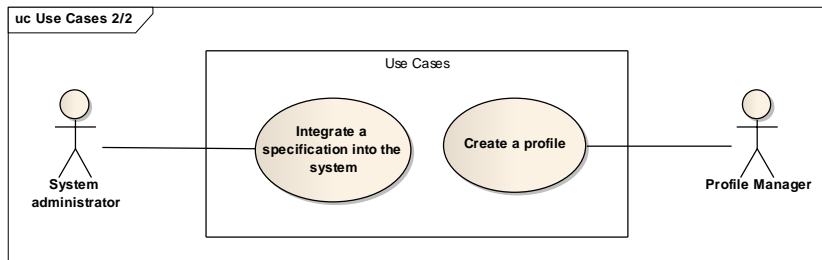 uc Use Cases 2/2
Use Cases
Integrate a
specification into the
system
Create a profile
System
administrator
Profile Manager